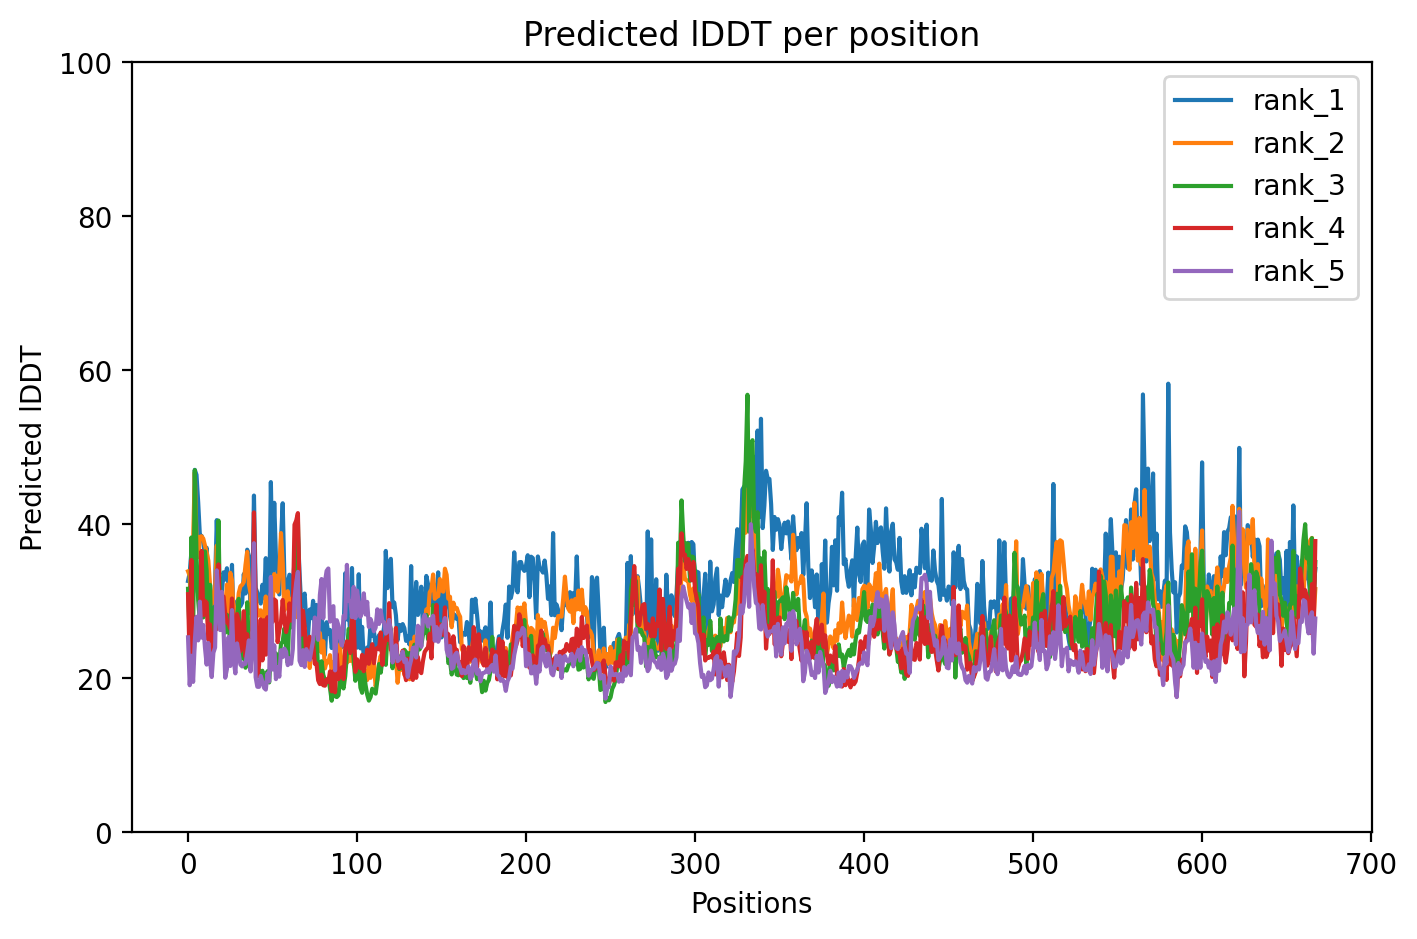 Predicted lDDT per position
100
80
60
40
20
0
Predicted lDDT
rank_1
rank_2
rank_3
rank_4
rank_5
0 100 200 300 400 500 600 700
Positions